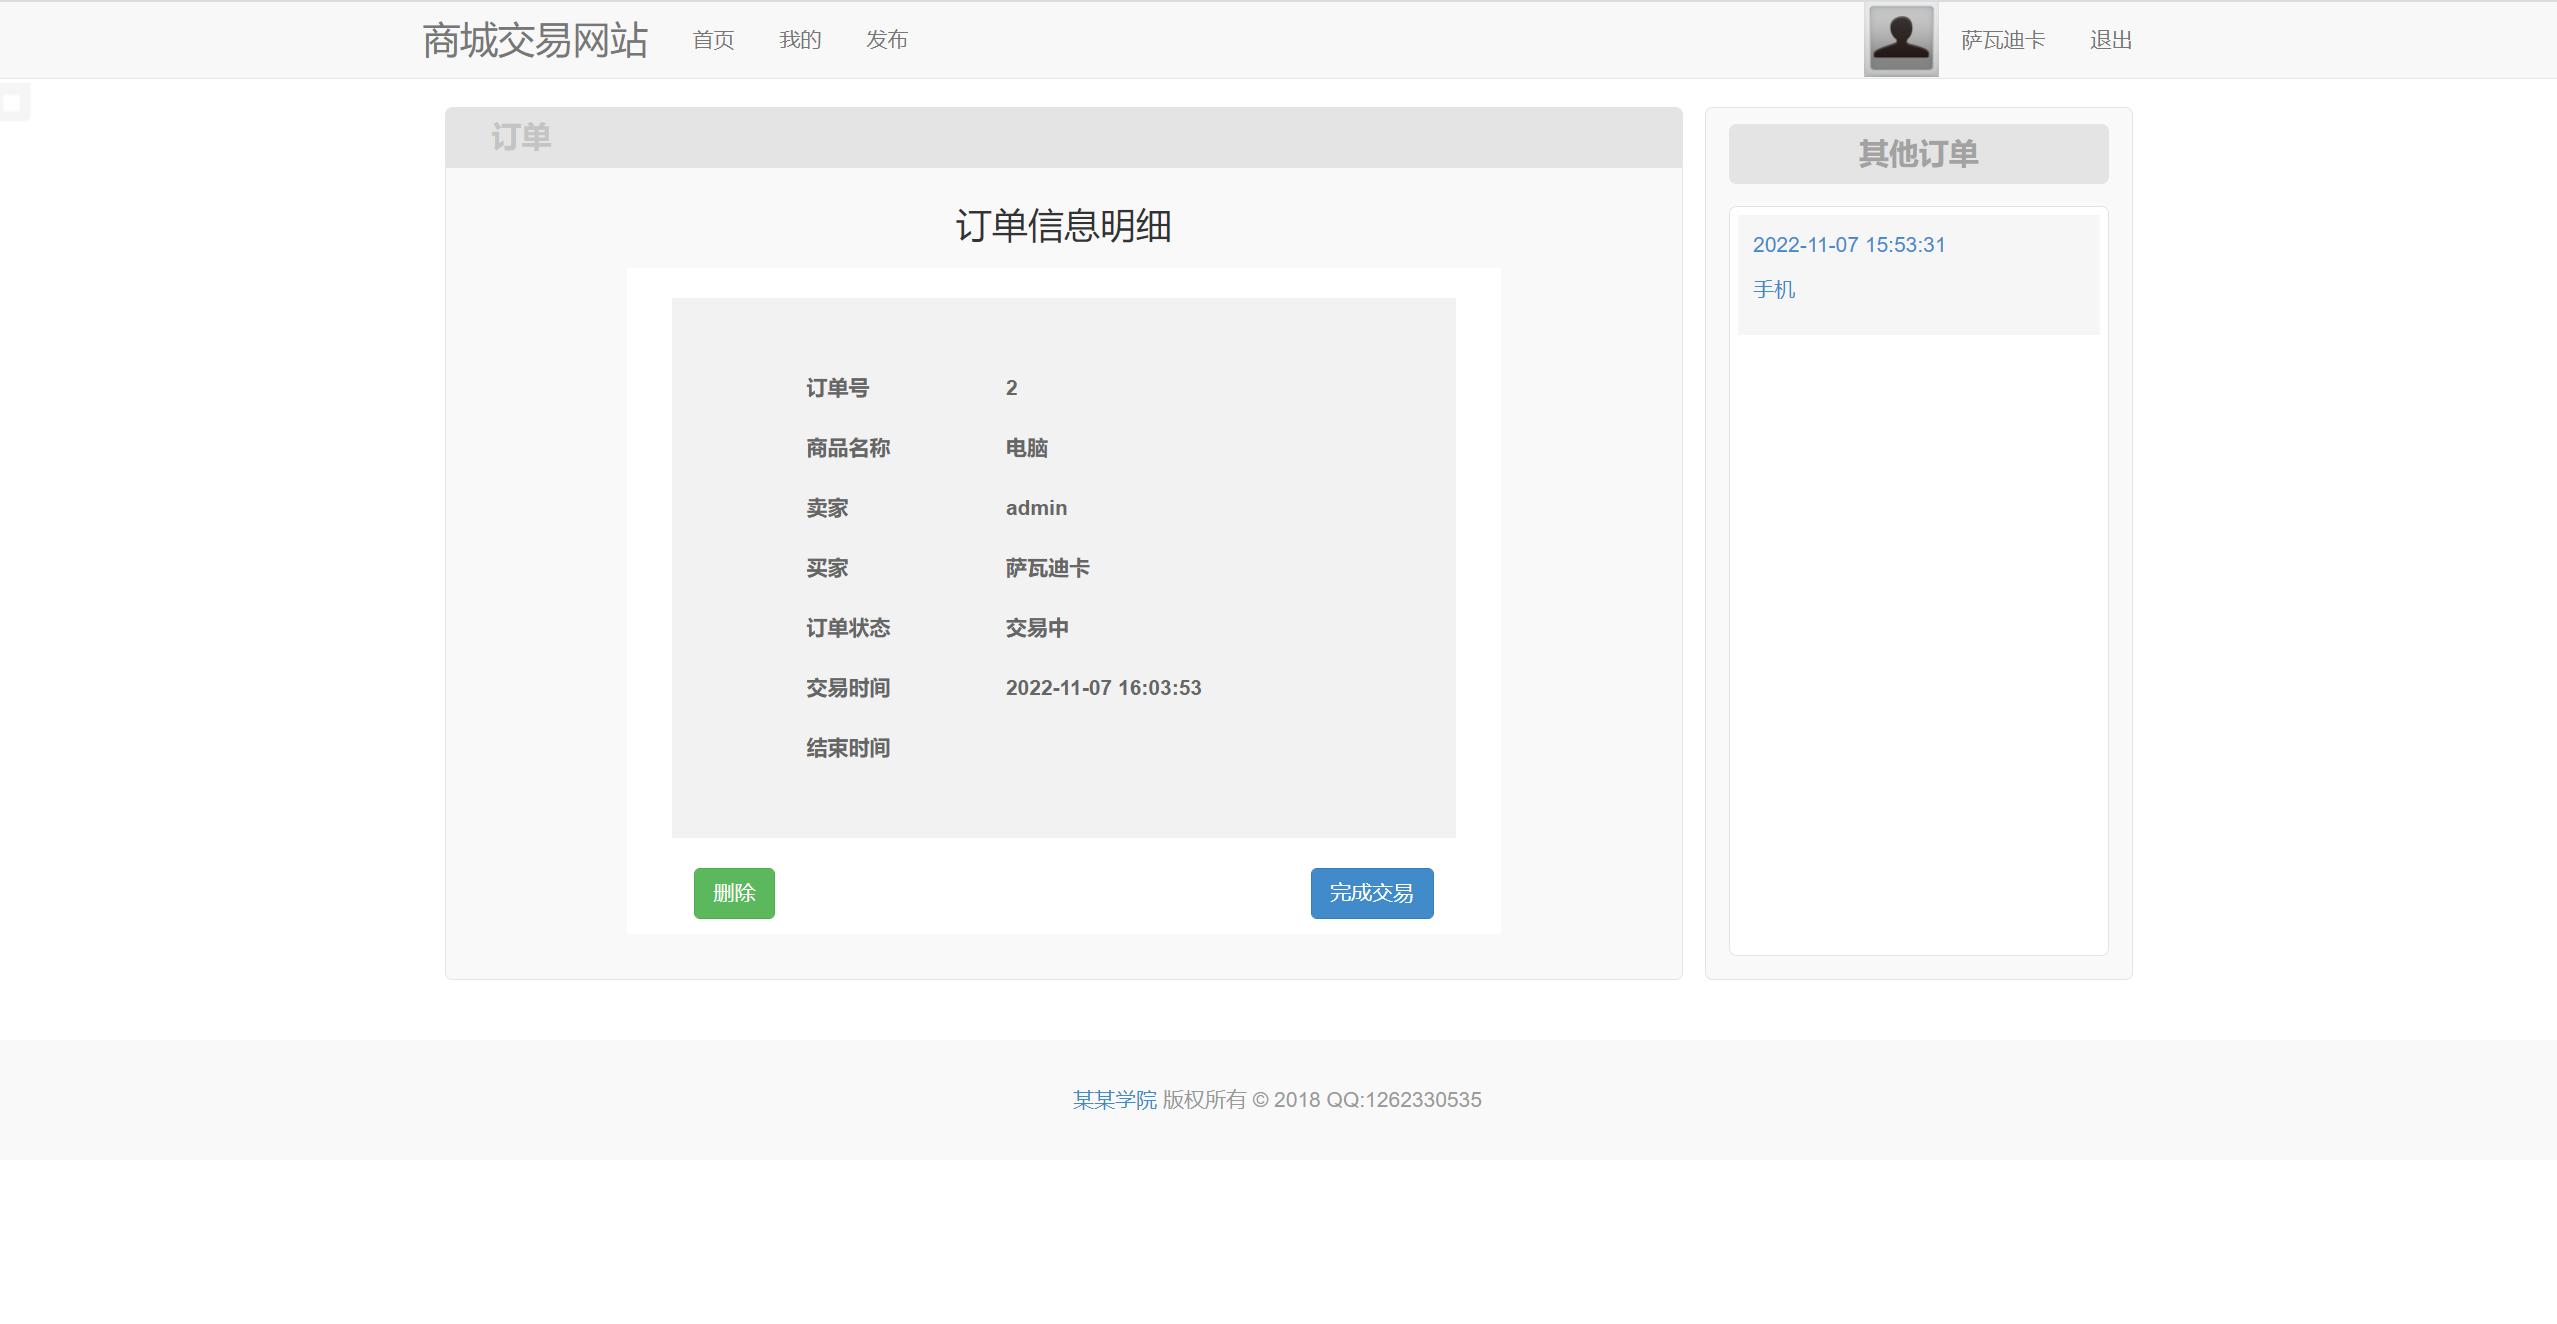 商城交易网站 首页 我的 发布 萨瓦迪卡 退出
订单
订单信息明细
订单号 2
商品名称 电脑
卖家 admin
买家 萨瓦迪卡
订单状态 交易中
交易时间 2022-11-07 16:03:53
结束时间
删除 完成交易
其他订单
2022-11-07 15:53:31
手机
某某学院 版权所有 © 2018 QQ:1262330535